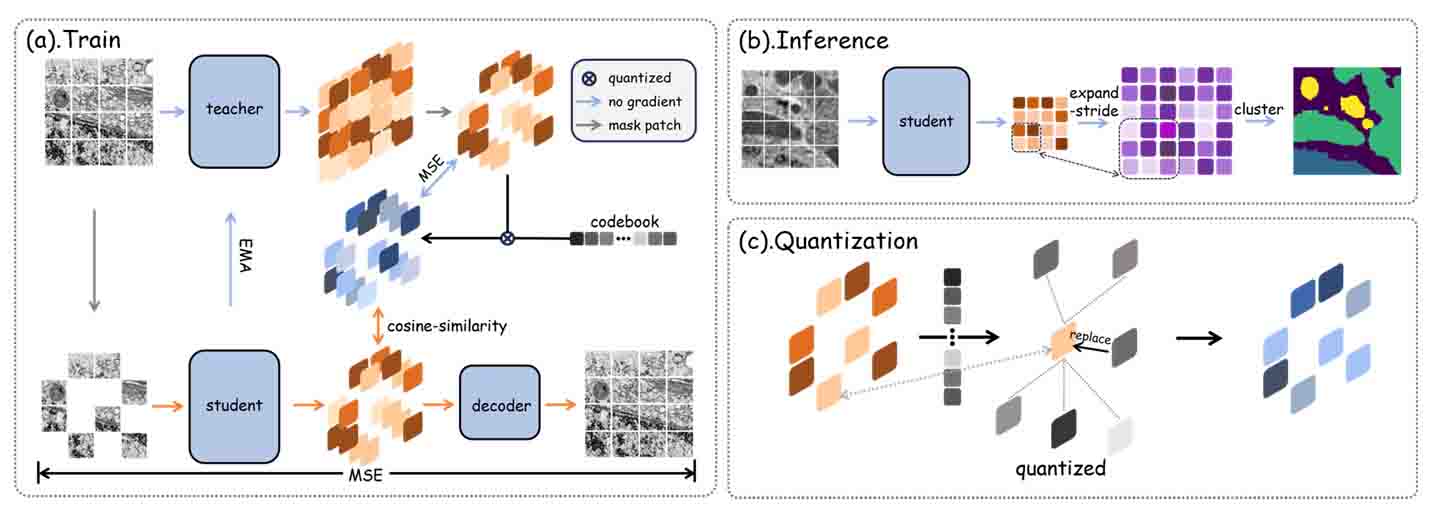 (a).Train
teacher
quantized
no gradient
mask patch
MSE
codebook
EMA
cosine-similarity
student
decoder
MSE
(b).Inference
student
expand
-stride
cluster
(c).Quantization
replace
quantized